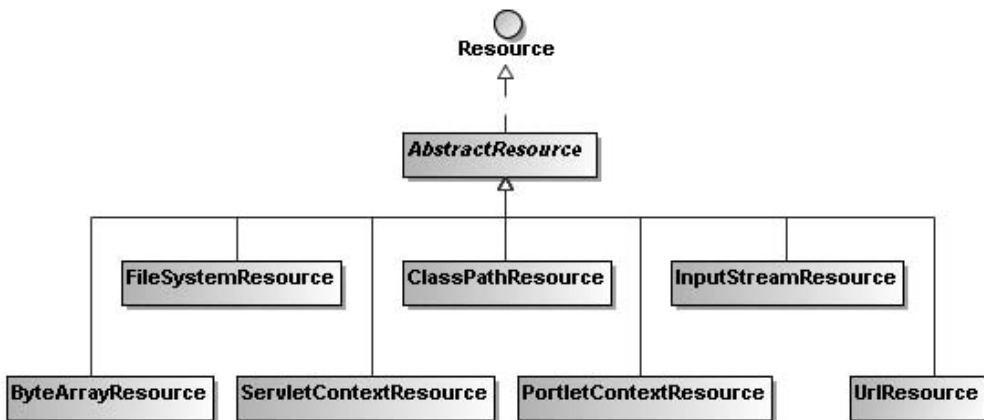 Resource
AbstractResource
FileSystemResource
ClassPathResource
InputStreamResource
ByteArrayResource
ServletContextResource
PortletContextResource
UrlResource